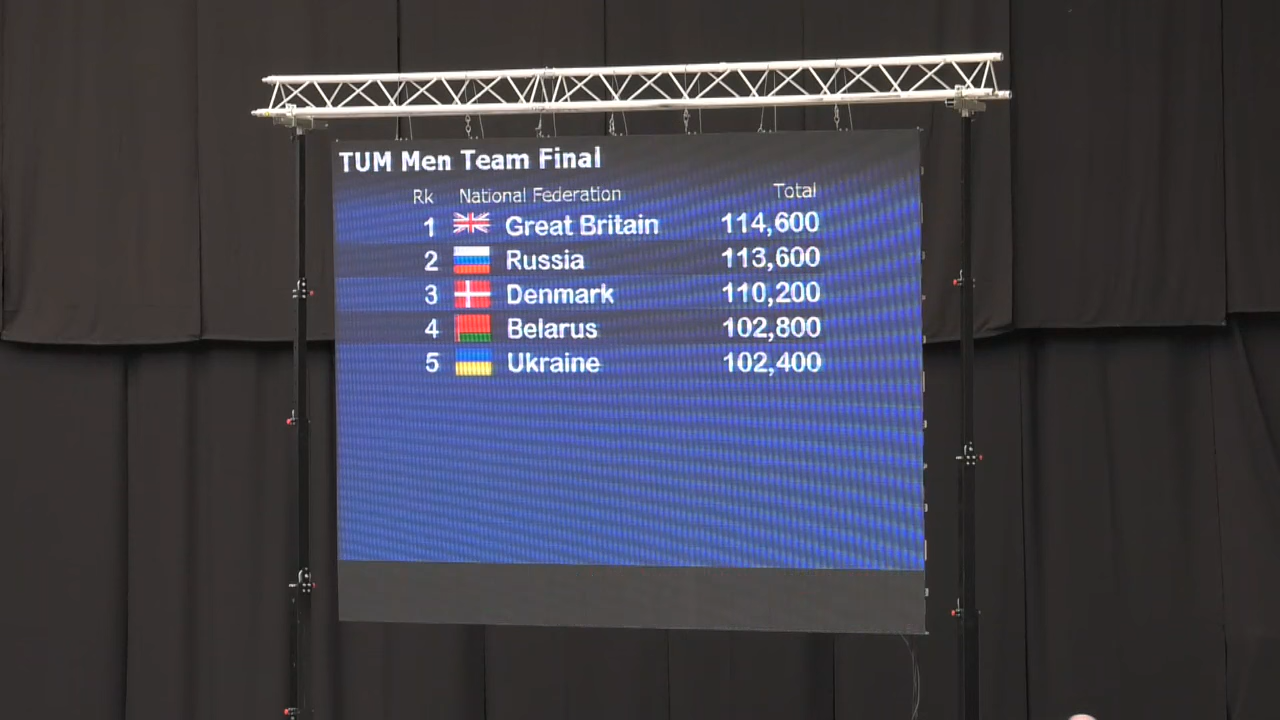 TUM Men Team Final
Rk National Federation Total
1 Great Britain 114,600
2 Russia 113,600
3 Denmark 110,200
4 Belarus 102,800
5 Ukraine 102,400